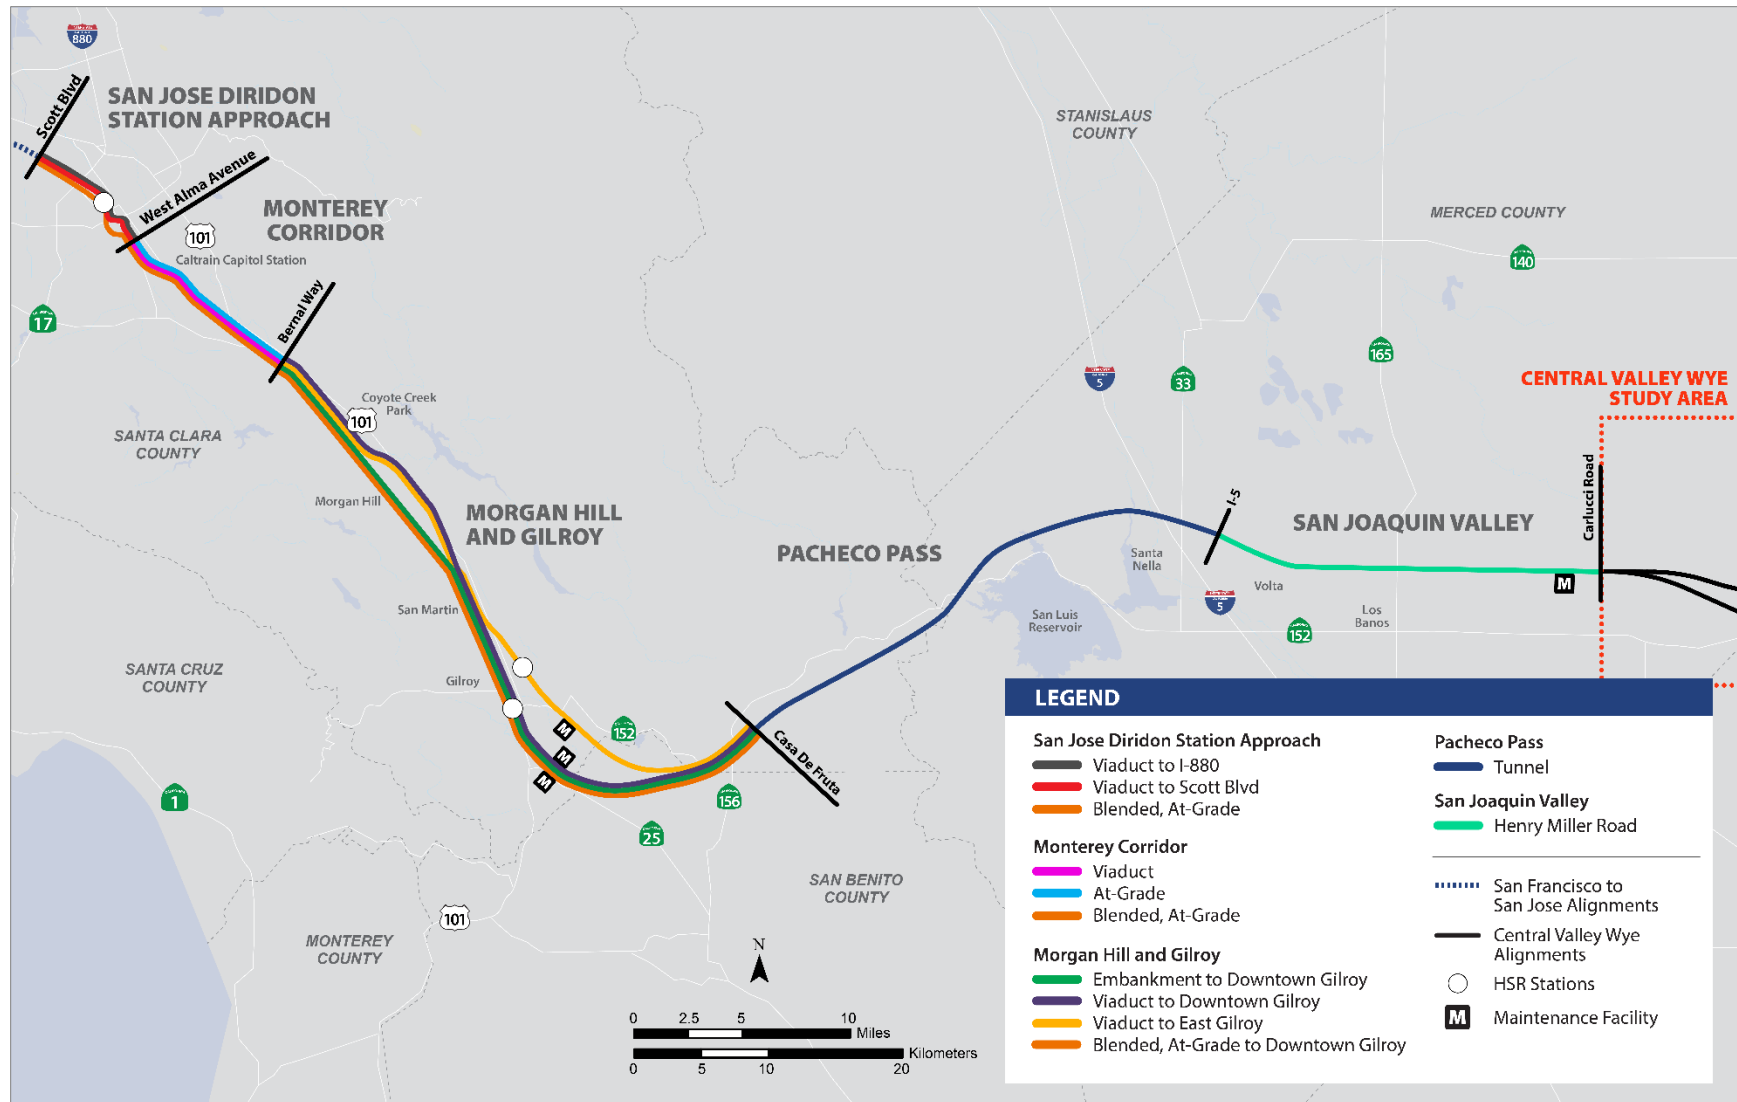 880
Scott Blvd
SAN JOSE DIRIDON
STATION APPROACH
West Alma Avenue
MONTEREY
CORRIDOR
101
Caltrain Capitol Station
17
Bernal Way
Coyote Creek
Park
101
SANTA CLARA
COUNTY
Morgan Hill
MORGAN HILL
AND GILROY
San Martin
SANTA CRUZ
COUNTY
Gilroy
M
M
M
152
Casa De Fruta
156
25
1
101
MONTEREY
COUNTY
SAN BENITO
COUNTY
PACHECO PASS
STANISLAUS
COUNTY
MERCED COUNTY
140
165
5
33
CENTRAL VALLEY WYE
STUDY AREA
Carlucci Road
I-5
SAN JOAQUIN VALLEY
Santa
Nella
Volta
M
5
San Luis
Reservoir
Los
Banos
152
N
0 2.5 5 10
Miles
Kilometers
0 5 10 20
LEGEND
San Jose Diridon Station Approach
Viaduct to I-880
Viaduct to Scott Blvd
Blended, At-Grade
Monterey Corridor
Viaduct
At-Grade
Blended, At-Grade
Morgan Hill and Gilroy
Embankment to Downtown Gilroy
Viaduct to Downtown Gilroy
Viaduct to East Gilroy
Blended, At-Grade to Downtown Gilroy
Pacheco Pass
Tunnel
San Joaquin Valley
Henry Miller Road
San Francisco to
San Jose Alignments
Central Valley Wye
Alignments
HSR Stations
M Maintenance Facility